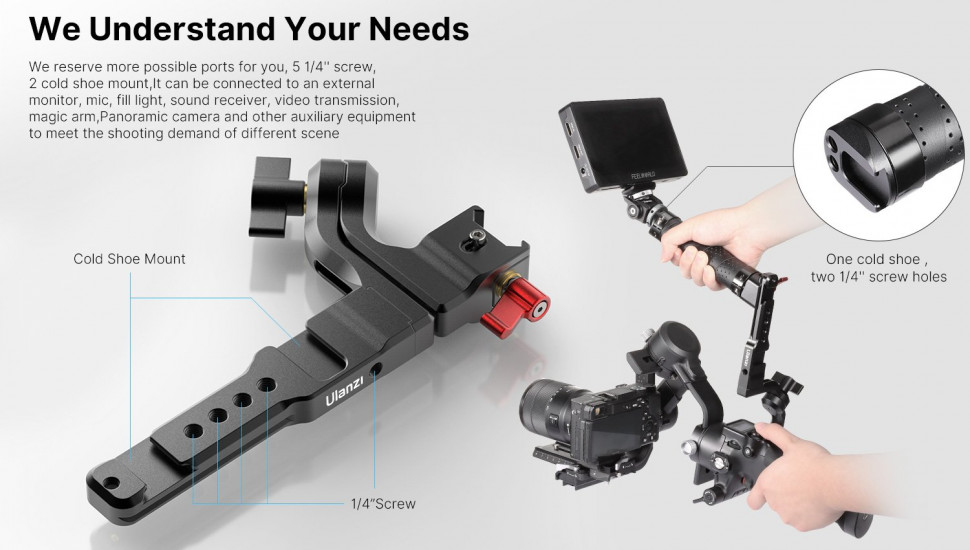 We Understand Your Needs
We reserve more possible ports for you, 5 1/4'' screw,
2 cold shoe mount,It can be connected to an external
monitor, mic, fill light, sound receiver, video transmission,
magic arm,Panoramic camera and other auxiliary equipment
to meet the shooting demand of different scene
FEELWORLD
Cold Shoe Mount
One cold shoe ,
two 1/4'' screw holes
Ulanzi
1/4”Screw